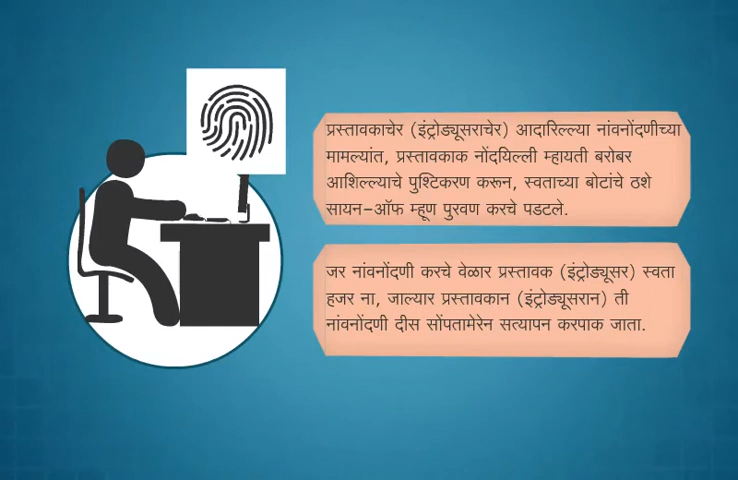 प्रस्तावकाचेर (इंट्रोड्यूसराचेर) आदारिल्ल्या नांवनोंदणीच्या
मामल्यांत, प्रस्तावकाक नोंदयिल्ली म्हायती बरोबर
आशिल्ल्याचे पुश्टिकरण करून, स्वताच्या बोटांचे ठशे
सायन-ऑफ म्हूण पुरवण करचे पडटले.
जर नांवनोंदणी करचे वेळार प्रस्तावक (इंट्रोड्यूसर) स्वता
हजर ना, जाल्यार प्रस्तावकान (इंट्रोड्यूसरान) ती
नांवनोंदणी दीस सोंपतामेरेन सत्यापन करपाक जाता.